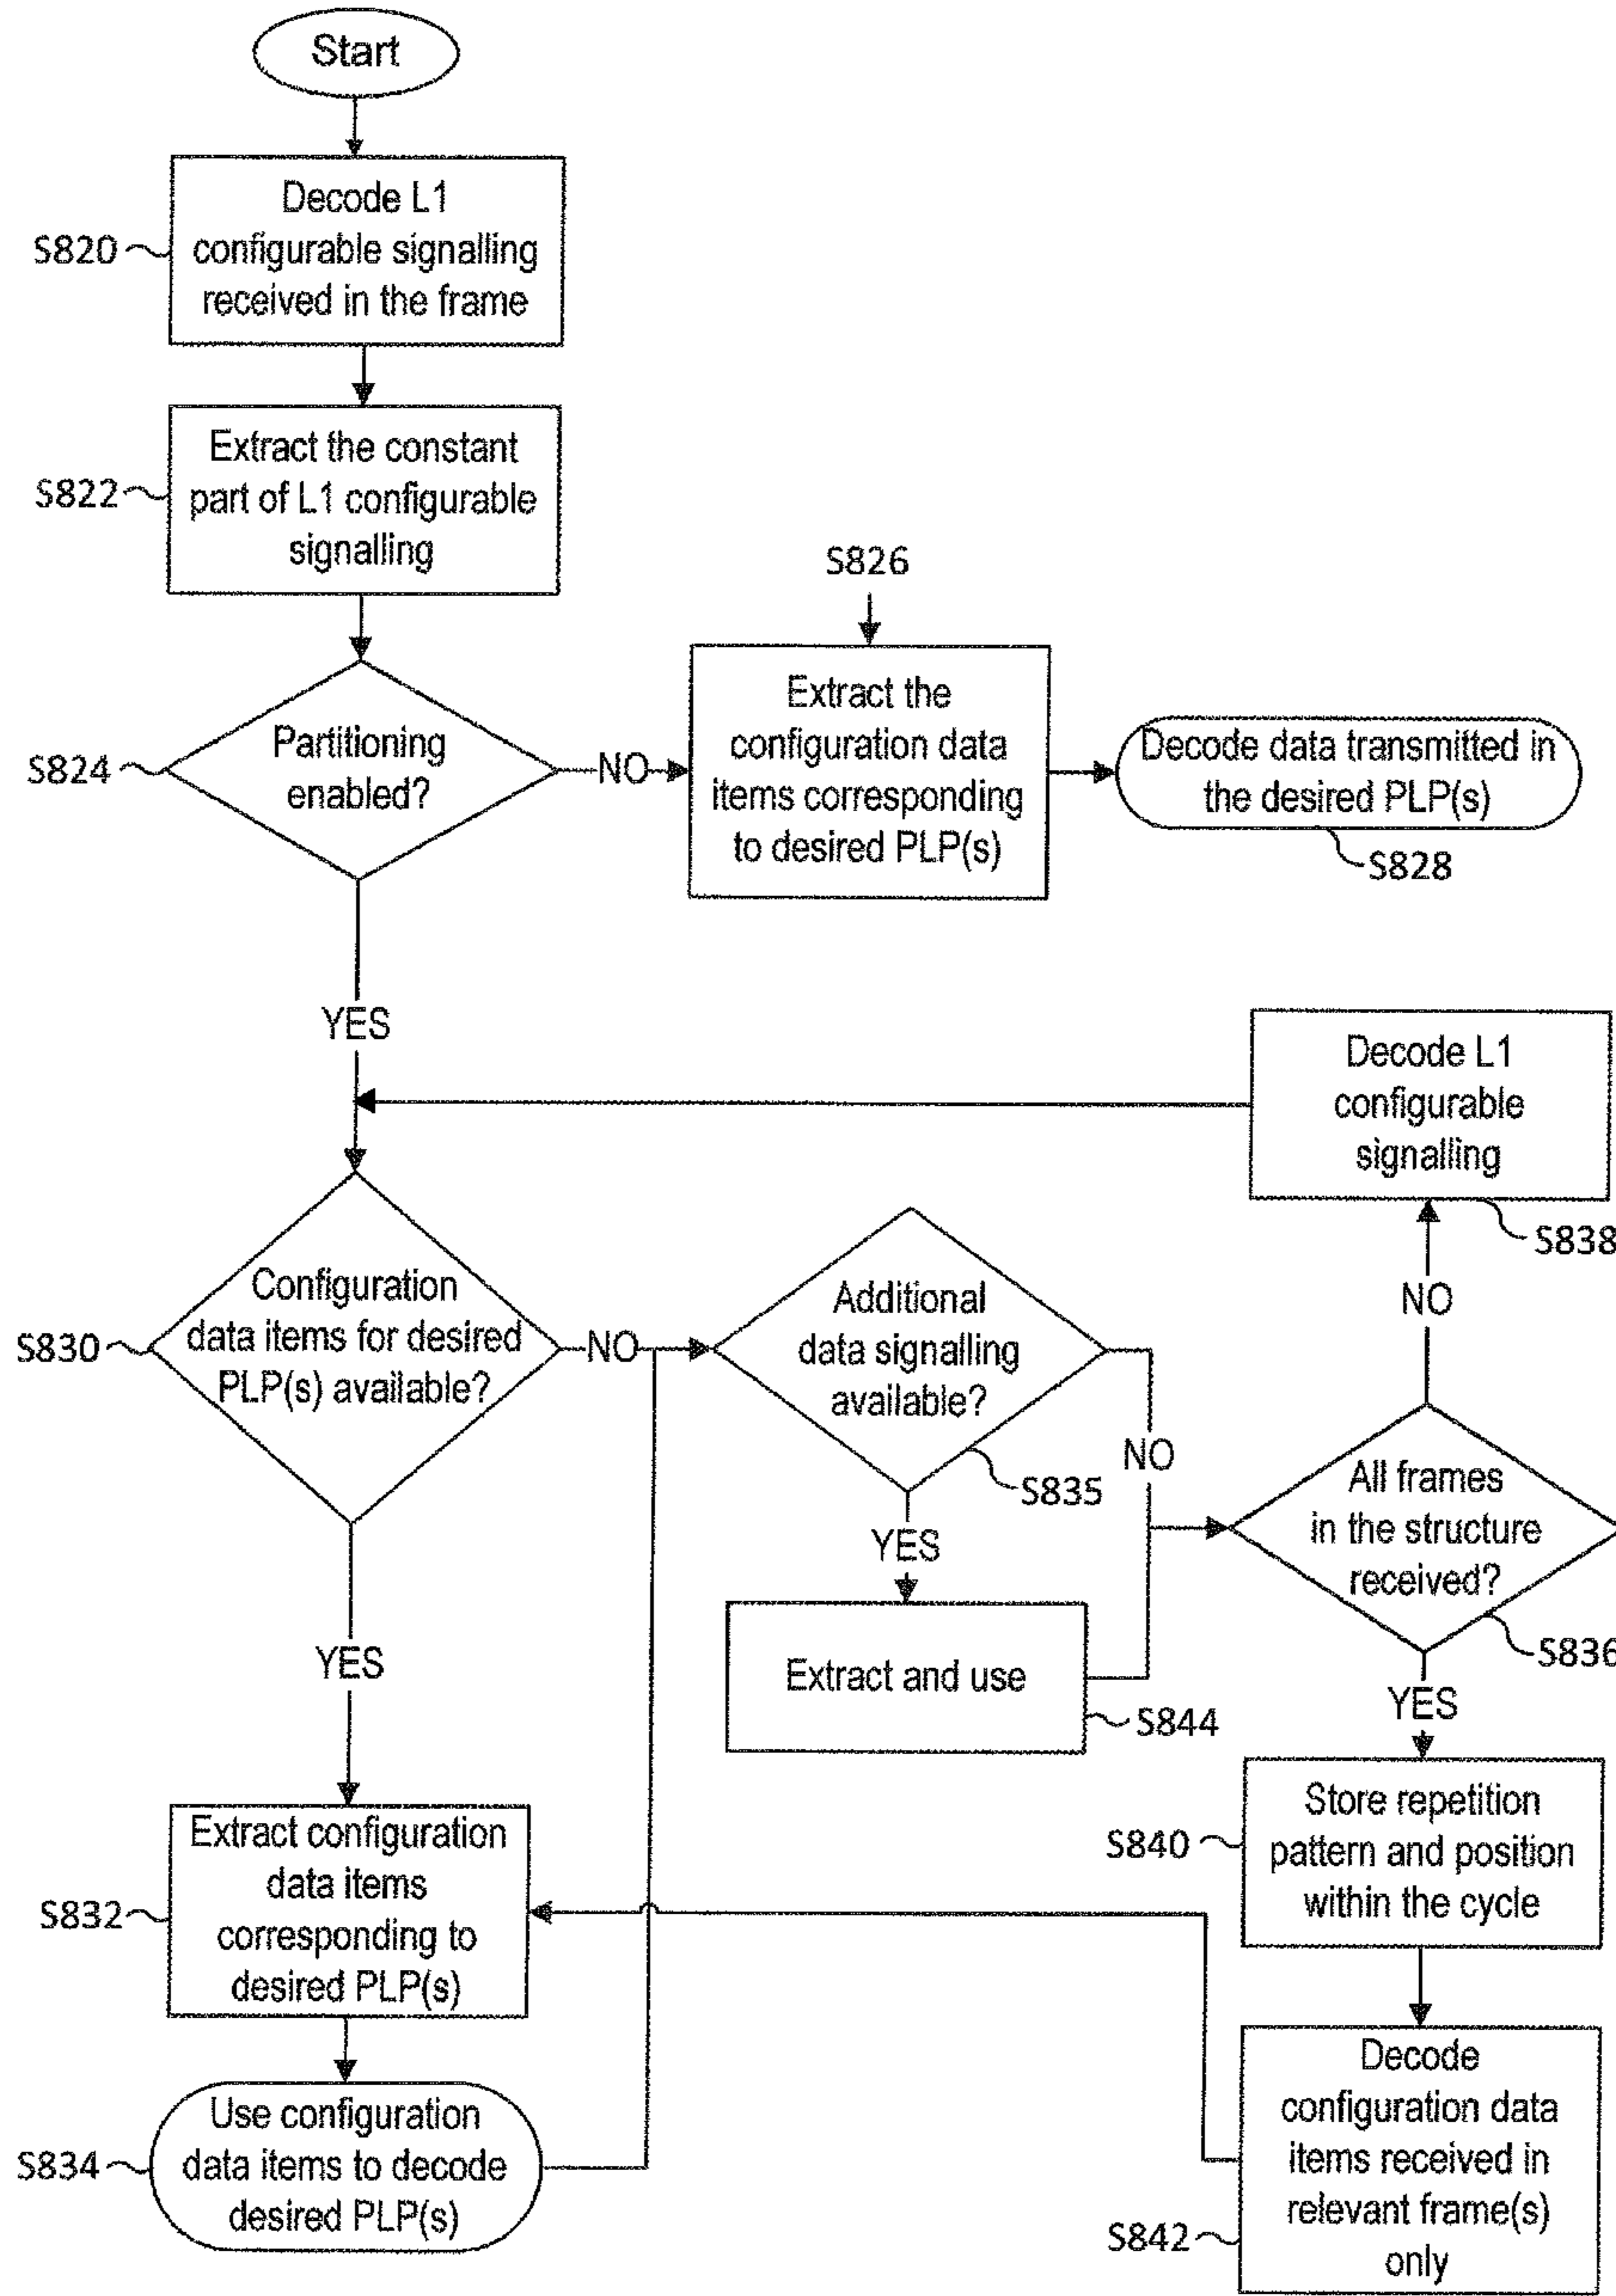 Start
Decode L1
configurable signalling
received in the frame
S820
Extract the constant
part of L1 configurable
signalling
S822
S826
Partitioning
enabled?
S824
NO
Extract the
configuration data
items corresponding
to desired PLP(s)
Decode data transmitted in
the desired PLP(s)
S828
YES
Decode L1
configurable
signalling
S838
NO
Configuration
data items for desired
PLP(s) available?
S830
NO
Additional
data signalling
available?
S835
NO
All frames
in the structure
received?
S836
YES
Extract and use
S844
YES
YES
Store repetition
pattern and position
within the cycle
S840
Extract configuration
data items
corresponding to
desired PLP(s)
S832
Use configuration
data items to decode
desired PLP(s)
S834
Decode
configuration data
items received in
relevant frame(s)
only
S842